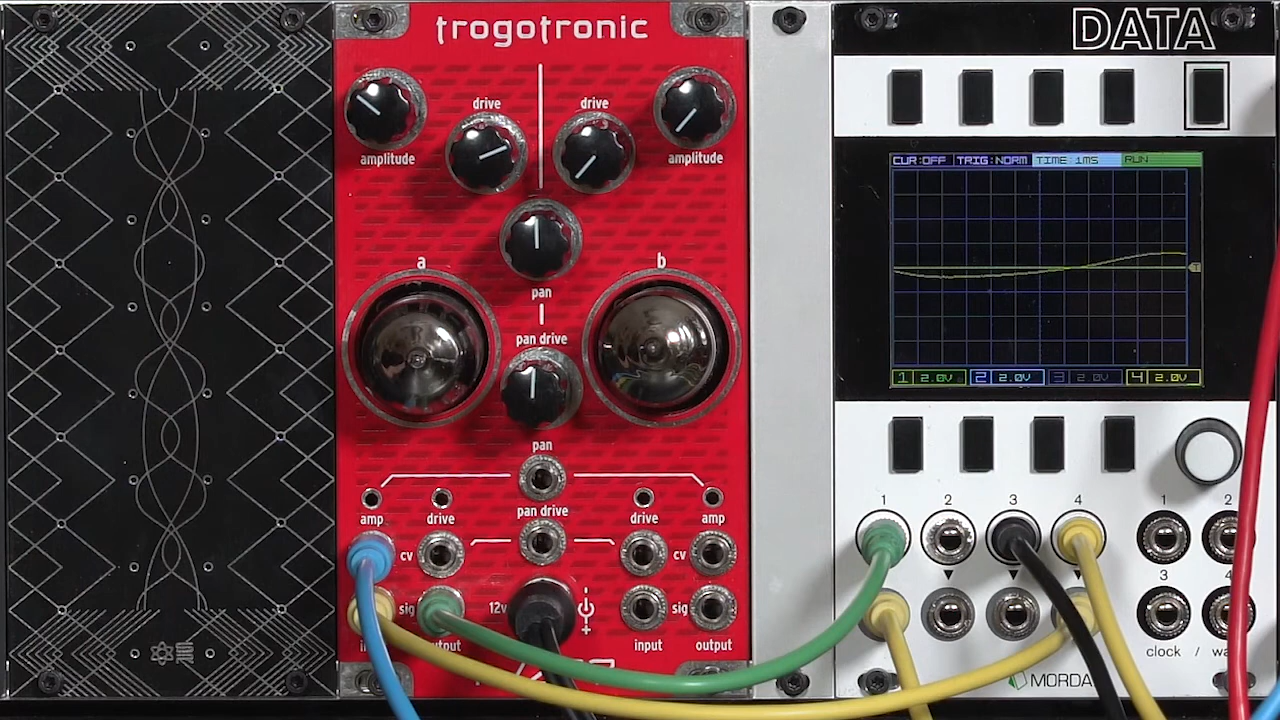 trogotronic
DATA
drive
drive
amplitude
amplitude
CUR:OFF TRIG:NORM TIME:1MS RUN
a
b
pan
pan drive
T
1 2.0V 2 2.0V 3 2.0V 4 2.0V
pan
1 2 3 4 1 2
amp
drive
pan drive
drive
amp
cv
cv
3
sig
12v
sig
input
output
clock / wa
MORDA